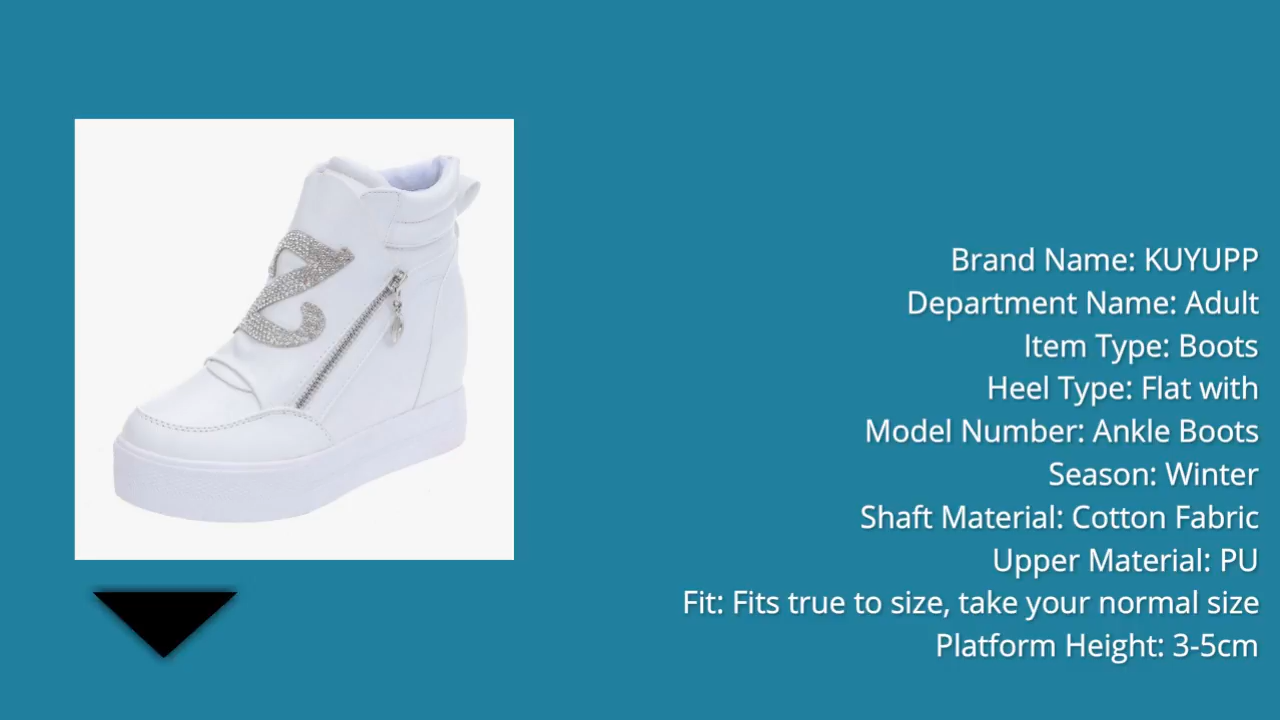 Brand Name: KUYUPP
Department Name: Adult
Item Type: Boots
Heel Type: Flat with
Model Number: Ankle Boots
Season: Winter
Shaft Material: Cotton Fabric
Upper Material: PU
Fit: Fits true to size, take your normal size
Platform Height: 3-5cm